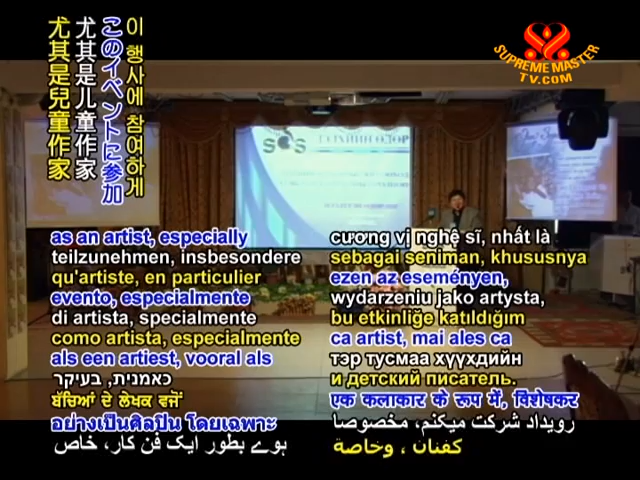 이 행사에 참여하게
このイベントに参加
尤其是儿童作家
尤其是兒童作家
SUPREME MASTER
TV.COM
SOS
as an artist, especially
teilzunehmen, insbesondere
qu'artiste, en particulier
evento, especialmente
di artista, specialmente
como artista, especialmente
als een artiest, vooral als
כאמנית, בעיקר
ਬੱਚਿਆਂ ਦੇ ਲੇਖਕ ਵਜੋਂ
อย่างเป็นศิลปิน โดยเฉพาะ
ہوے بطور ایک فن کار، خاص
cương vị nghệ sĩ, nhất là
sebagai seniman, khususnya
ezen az eseményen,
wydarzeniu jako artysta,
bu etkinliğe katıldığım
ca artist, mai ales ca
тэр тусмаа хүүхдийн
и детский писатель.
एक कलाकार के रूप में, विशेषकर
رویداد شرکت میکنم، مخصوصا
كفنان ، وخاصة